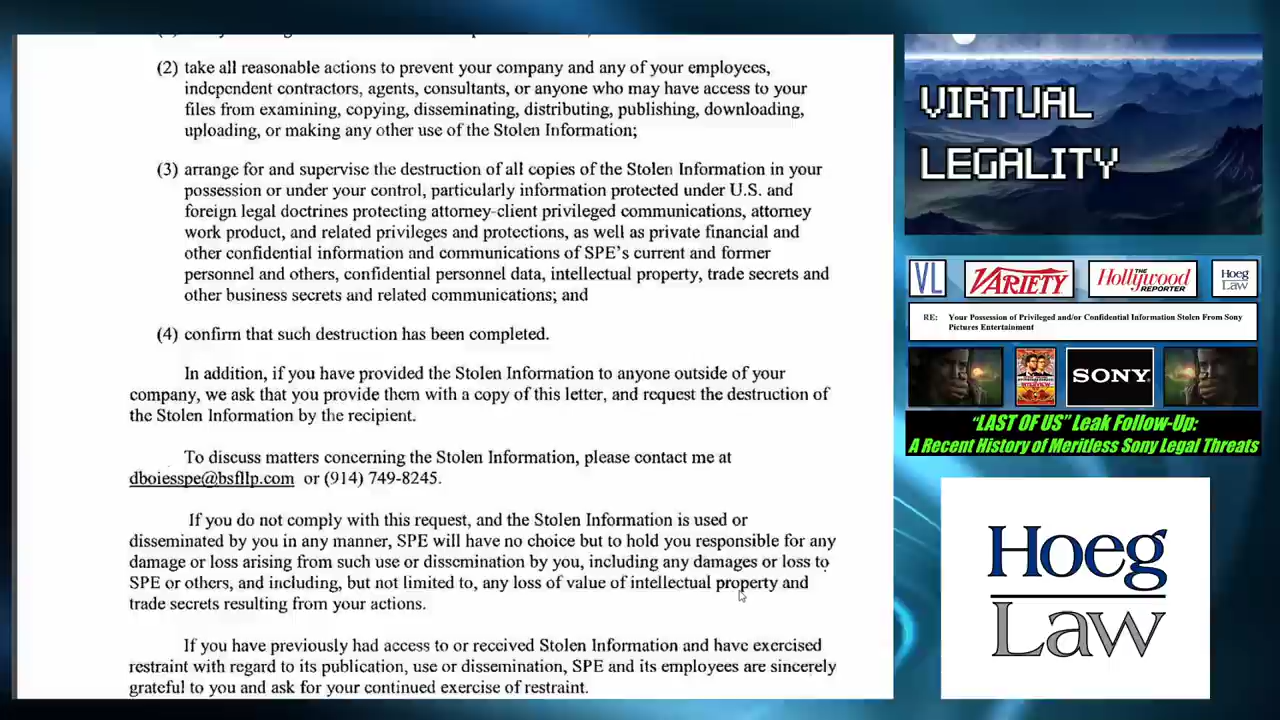 (2) take all reasonable actions to prevent your company and any of your employees,
independent contractors, agents, consultants, or anyone who may have access to your
files from examining, copying, disseminating, distributing, publishing, downloading,
uploading, or making any other use of the Stolen Information;
(3) arrange for and supervise the destruction of all copies of the Stolen Information in your
possession or under your control, particularly information protected under U.S. and
foreign legal doctrines protecting attorney-client privileged communications, attorney
work product, and related privileges and protections, as well as private financial and
other confidential information and communications of SPE's current and former
personnel and others, confidential personnel data, intellectual property, trade secrets and
other business secrets and related communications; and
(4) confirm that such destruction has been completed.
In addition, if you have provided the Stolen Information to anyone outside of your
company, we ask that you provide them with a copy of this letter, and request the destruction of
the Stolen Information by the recipient.
To discuss matters concerning the Stolen Information, please contact me at
dboiesspe@bsfllp.com or (914) 749-8245.
If you do not comply with this request, and the Stolen Information is used or
disseminated by you in any manner, SPE will have no choice but to hold you responsible for any
damage or loss arising from such use or dissemination by you, including any damages or loss to
SPE or others, and including, but not limited to, any loss of value of intellectual property and
trade secrets resulting from your actions.
If you have previously had access to or received Stolen Information and have exercised
restraint with regard to its publication, use or dissemination, SPE and its employees are sincerely
grateful to you and ask for your continued exercise of restraint.
VIRTUAL
LEGALITY
VL
VARIETY
THE
Hollywood
REPORTER
Hoeg
Law
RE: Your Possession of Privileged and/or Confidential Information Stolen From Sony
Pictures Entertainment
SONY
"LAST OF US" Leak Follow-Up:
A Recent History of Meritless Sony Legal Threats
Hoeg
Law